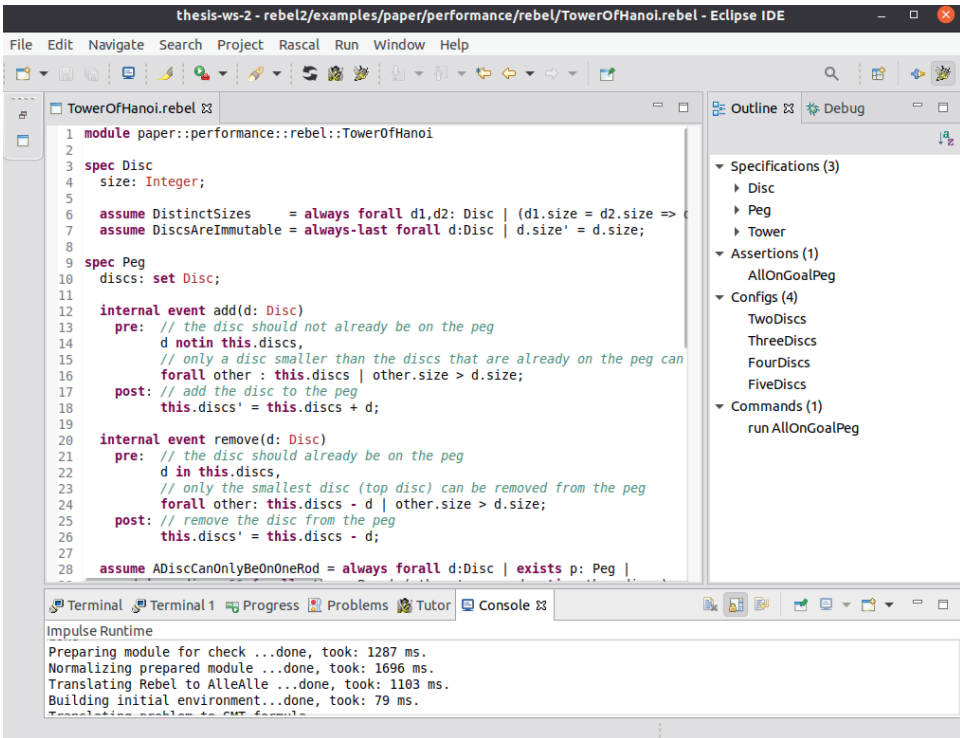 thesis-ws-2 - rebel2/examples/paper/performance/rebel/TowerOfHanoi.rebel - Eclipse IDE
File Edit Navigate Search Project Rascal Run Window Help
TowerOfHanoi.rebel
1 module paper::performance::rebel::TowerOfHanoi
2
3 spec Disc
4   size: Integer;
5
6   assume DistinctSizes     = always forall d1,d2: Disc | (d1.size = d2.size =>
7   assume DiscsAreImmutable = always-last forall d:Disc | d.size' = d.size;
8
9 spec Peg
10   discs: set Disc;
11
12   internal event add(d: Disc)
13     pre:  // the disc should not already be on the peg
14           d notin this.discs,
15           // only a disc smaller than the discs that are already on the peg can
16           forall other : this.discs | other.size > d.size;
17     post: // add the disc to the peg
18           this.discs' = this.discs + d;
19
20   internal event remove(d: Disc)
21     pre:  // the disc should already be on the peg
22           d in this.discs,
23           // only the smallest disc (top disc) can be removed from the peg
24           forall other: this.discs - d | other.size > d.size;
25     post: // remove the disc from the peg
26           this.discs' = this.discs - d;
27
28   assume ADiscCanOnlyBeOnOneRod = always forall d:Disc | exists p: Peg |
Outline Debug
Specifications (3)
Disc
Peg
Tower
Assertions (1)
AllOnGoalPeg
Configs (4)
TwoDiscs
ThreeDiscs
FourDiscs
FiveDiscs
Commands (1)
run AllOnGoalPeg
Terminal Terminal 1 Progress Problems Tutor Console
Impulse Runtime
Preparing module for check ...done, took: 1287 ms.
Normalizing prepared module ...done, took: 1696 ms.
Translating Rebel to AlleAlle ...done, took: 1103 ms.
Building initial environment...done, took: 79 ms.
Translating problem to SMT formula